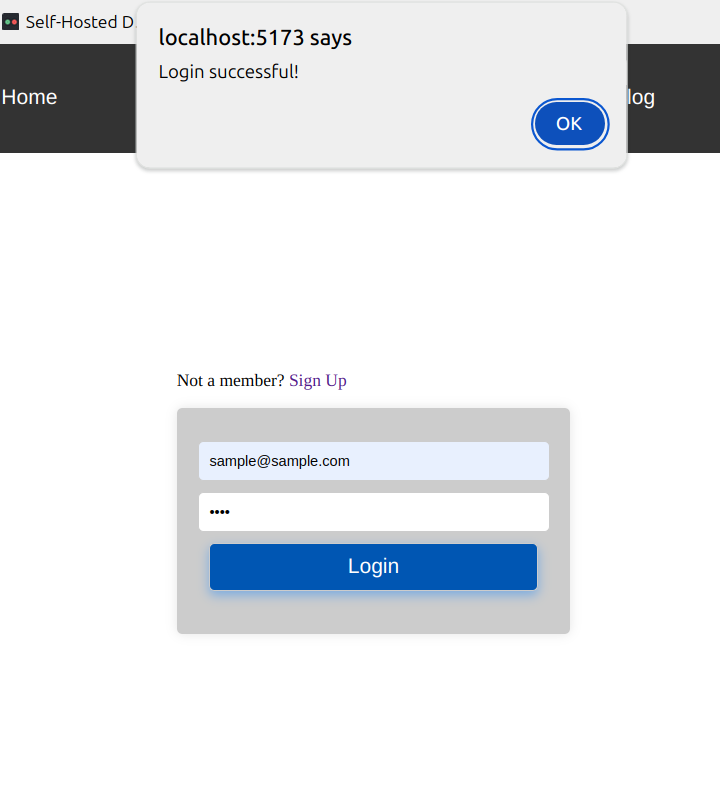 Self-Hosted D
localhost:5173 says
Login successful!
OK
Home
log
Not a member? Sign Up
sample@sample.com
••••
Login